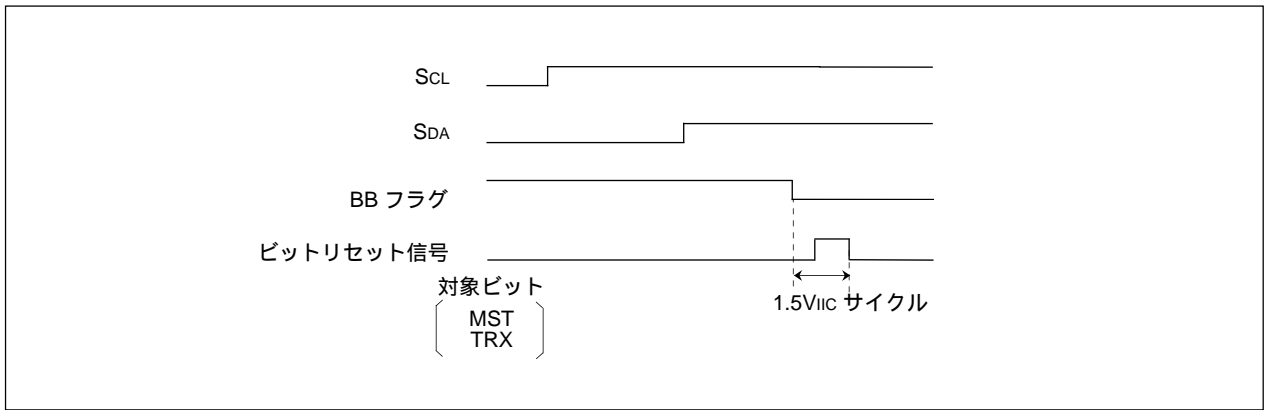 SCL
SDA
BB フラグ
ビットリセット信号
対象ビット
MST
TRX
1.5VIIC サイクル